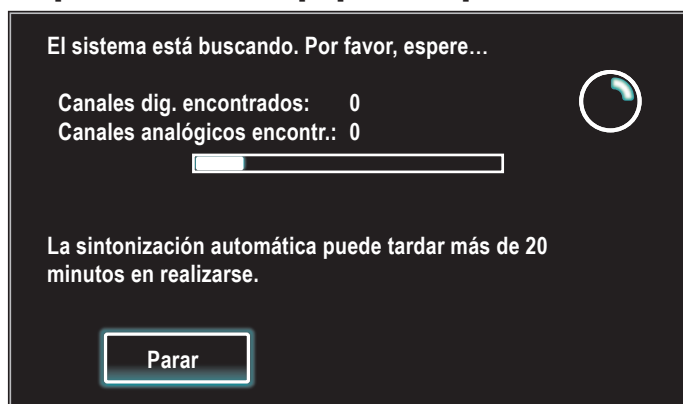 El sistema está buscando. Por favor, espere…
Canales dig. encontrados: 0
Canales analógicos encontr.: 0
La sintonización automática puede tardar más de 20
minutos en realizarse.
Parar